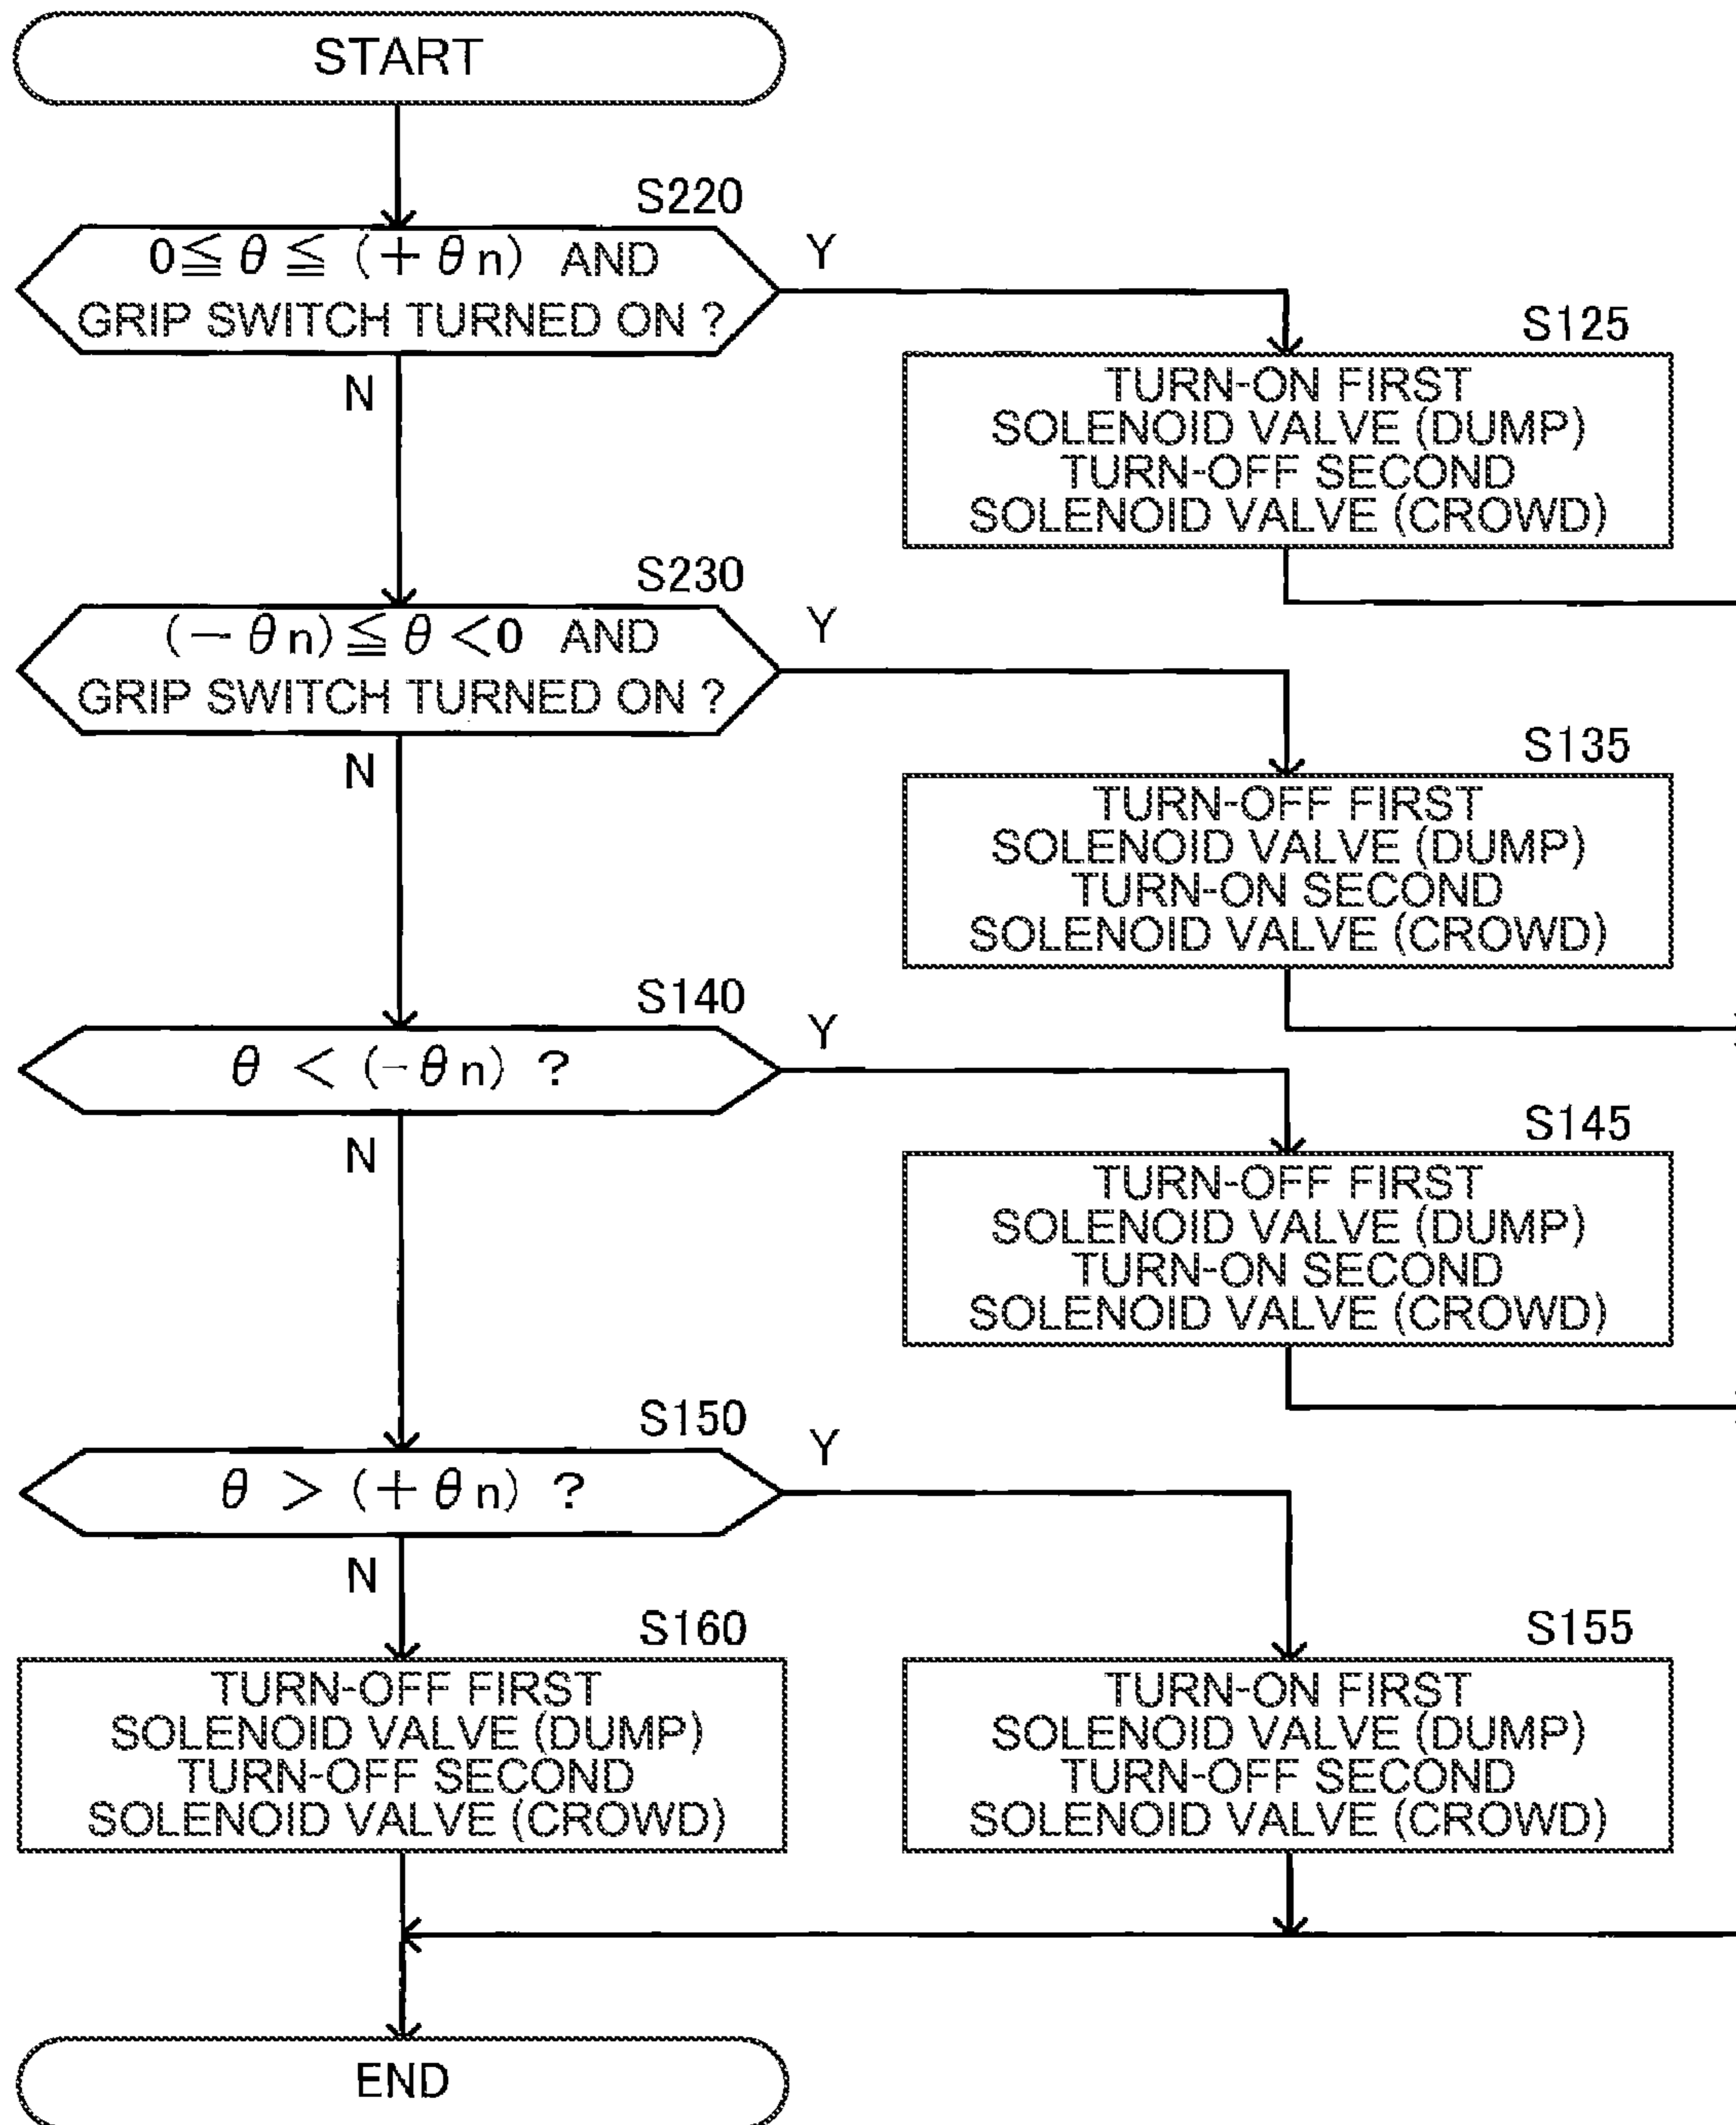 START
S220
0≦θ≦(+θn) AND
GRIP SWITCH TURNED ON ?
Y
N
S125
TURN-ON FIRST
SOLENOID VALVE (DUMP)
TURN-OFF SECOND
SOLENOID VALVE (CROWD)
S230
(-θn)≦θ<0 AND
GRIP SWITCH TURNED ON ?
Y
N
S135
TURN-OFF FIRST
SOLENOID VALVE (DUMP)
TURN-ON SECOND
SOLENOID VALVE (CROWD)
S140
θ < (-θn) ?
Y
N
S145
TURN-OFF FIRST
SOLENOID VALVE (DUMP)
TURN-ON SECOND
SOLENOID VALVE (CROWD)
S150
θ > (+θn) ?
Y
N
S160
TURN-OFF FIRST
SOLENOID VALVE (DUMP)
TURN-OFF SECOND
SOLENOID VALVE (CROWD)
S155
TURN-ON FIRST
SOLENOID VALVE (DUMP)
TURN-OFF SECOND
SOLENOID VALVE (CROWD)
END